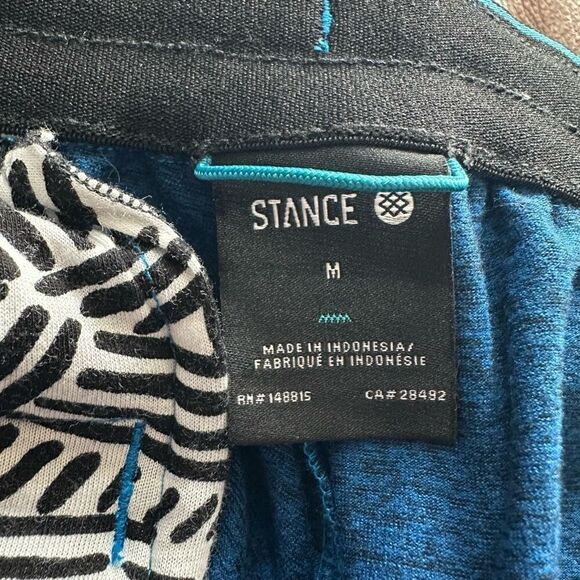 STANCE
M
MADE IN INDONESIA/
FABRIQUÉ EN INDONÉSIE
RN# 148815 CA# 28492